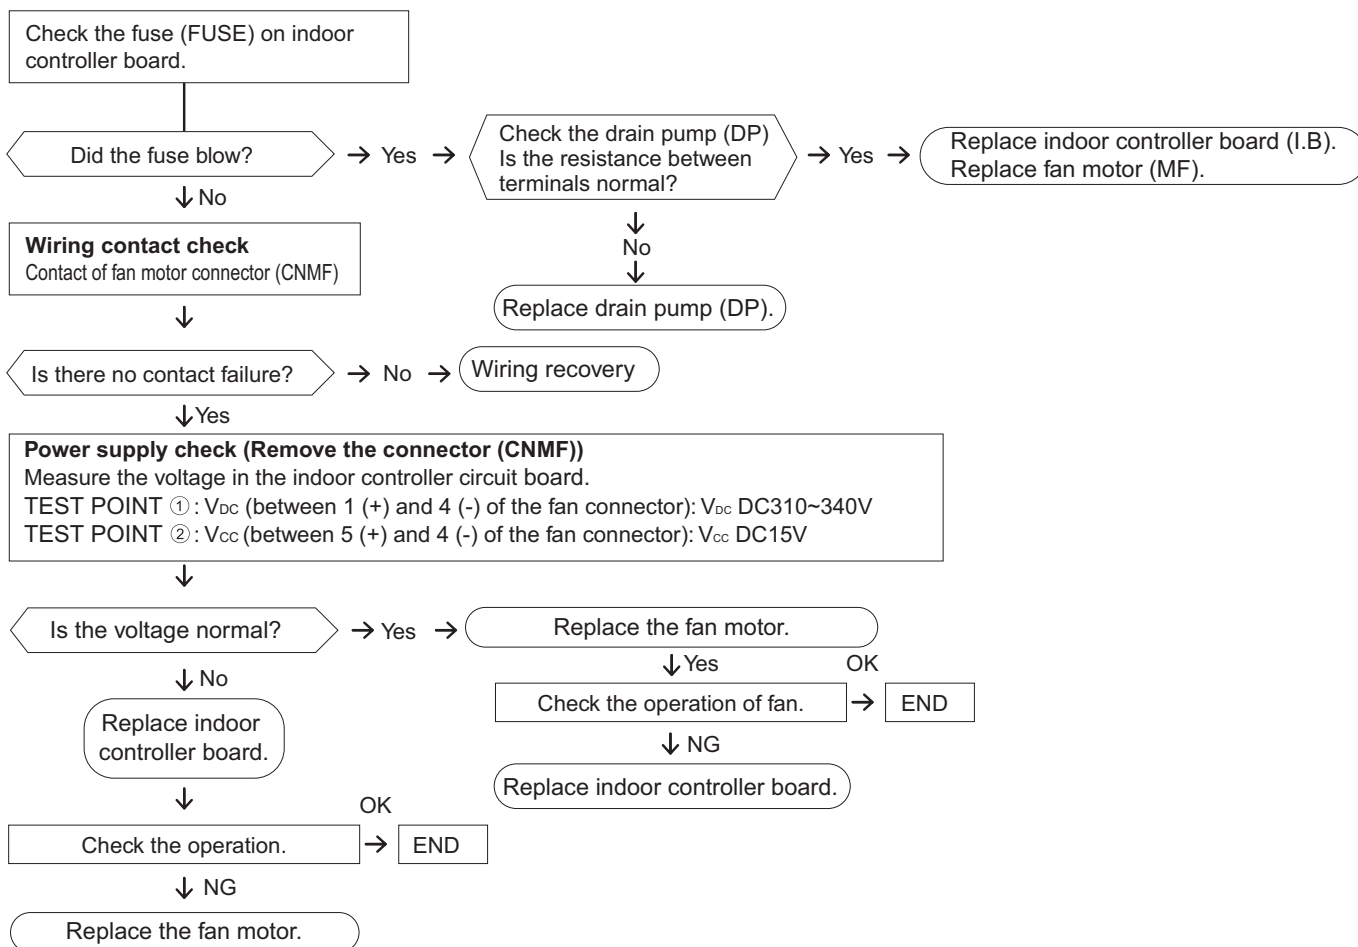 Check the fuse (FUSE) on indoor
controller board.
Did the fuse blow?
Yes
Check the drain pump (DP)
Is the resistance between
terminals normal?
Yes
Replace indoor controller board (I.B).
Replace fan motor (MF).
No
No
Replace drain pump (DP).
Wiring contact check
Contact of fan motor connector (CNMF)
Is there no contact failure?
No
Wiring recovery
Yes
Power supply check (Remove the connector (CNMF))
Measure the voltage in the indoor controller circuit board.
TEST POINT ①: VDC (between 1 (+) and 4 (-) of the fan connector): VDC DC310~340V
TEST POINT ②: VCC (between 5 (+) and 4 (-) of the fan connector): VCC DC15V
Is the voltage normal?
Yes
Replace the fan motor.
Yes
OK
Check the operation of fan.
END
NG
Replace indoor controller board.
No
Replace indoor
controller board.
OK
Check the operation.
END
NG
Replace the fan motor.